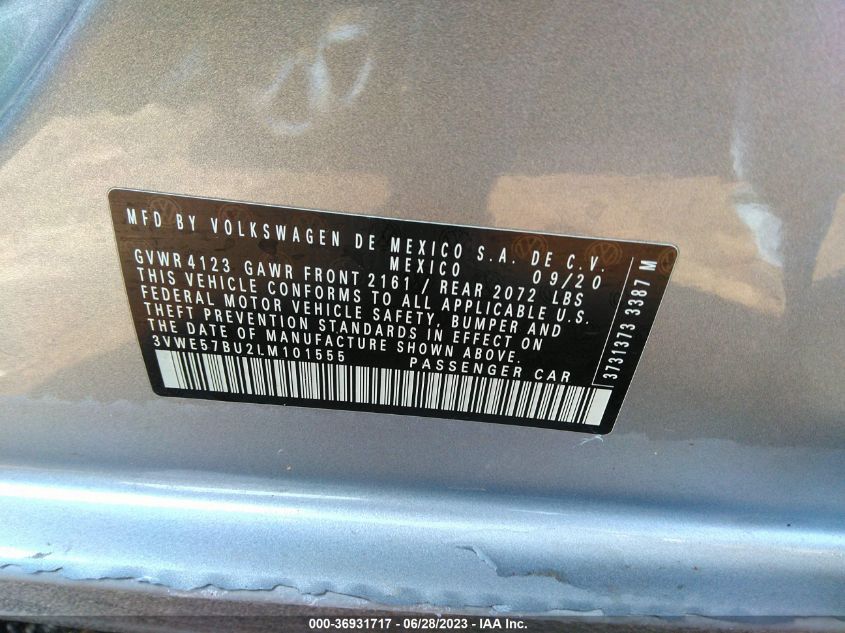 MFD BY VOLKSWAGEN DE MEXICO S.A. DE C.V.
MEXICO 09/20
GVWR 4123 GAWR FRONT 2161 / REAR 2072 LBS
THIS VEHICLE CONFORMS TO ALL APPLICABLE U.S.
FEDERAL MOTOR VEHICLE SAFETY, BUMPER AND
THEFT PREVENTION STANDARDS IN EFFECT ON
THE DATE OF MANUFACTURE SHOWN ABOVE.
3VWE57BU2LM101555 PASSENGER CAR
3731373 3387 M
000-36931717 - 06/28/2023 - IAA Inc.